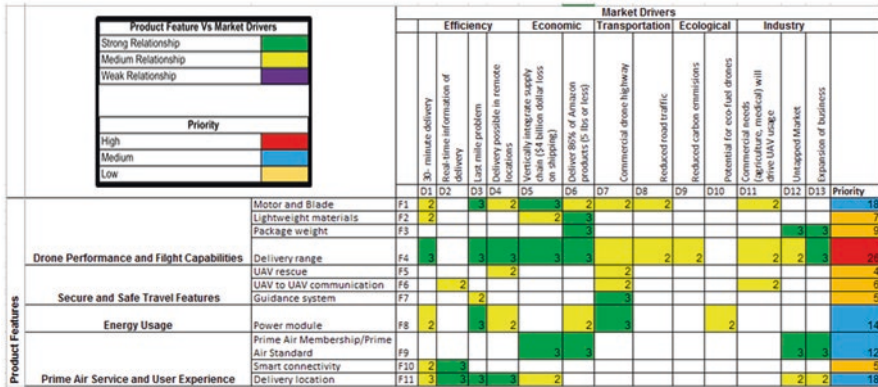 Product Feature Vs Market Drivers
Strong Relationship
Medium Relationship
Weak Relationship
Priority
High
Medium
Low
Market Drivers
Efficiency Economic Transportation Ecological Industry
30- minute delivery
Real-time information of
delivery
Last mile problem
Delivery possible in remote
locations
Vertically integrate supply
chain ($4 billion dollar loss
on shipping)
Deliver 86% of Amazon
products (5 lbs or less)
Commercial drone highway
Reduced road traffic
Reduced carbon emmisions
Potential for eco-fuel drones
Commercial needs
(agriculture, medical) will
drive UAV usage
Untapped Market
Expansion of business
D1 D2 D3 D4 D5 D6 D7 D8 D9 D10 D11 D12 D13 Priority
Product Features
Motor and Blade F1 2 3 2 3 2 2 2 2 18
Lightweight materials F2 2 2 3 7
Package weight F3 3 3 3 9
Drone Performance and Flight Capabilities Delivery range F4 3 3 3 3 3 2 2 2 2 3 26
UAV rescue F5 2 2 4
UAV to UAV communication F6 2 2 2 6
Secure and Safe Travel Features Guidance system F7 2 3 5
Energy Usage Power module F8 2 3 2 2 3 2 14
Prime Air Membership/Prime
Air Standard F9 3 3 3 3 12
Smart connectivity F10 2 3 5
Prime Air Service and User Experience Delivery location F11 3 3 3 3 2 2 2 18